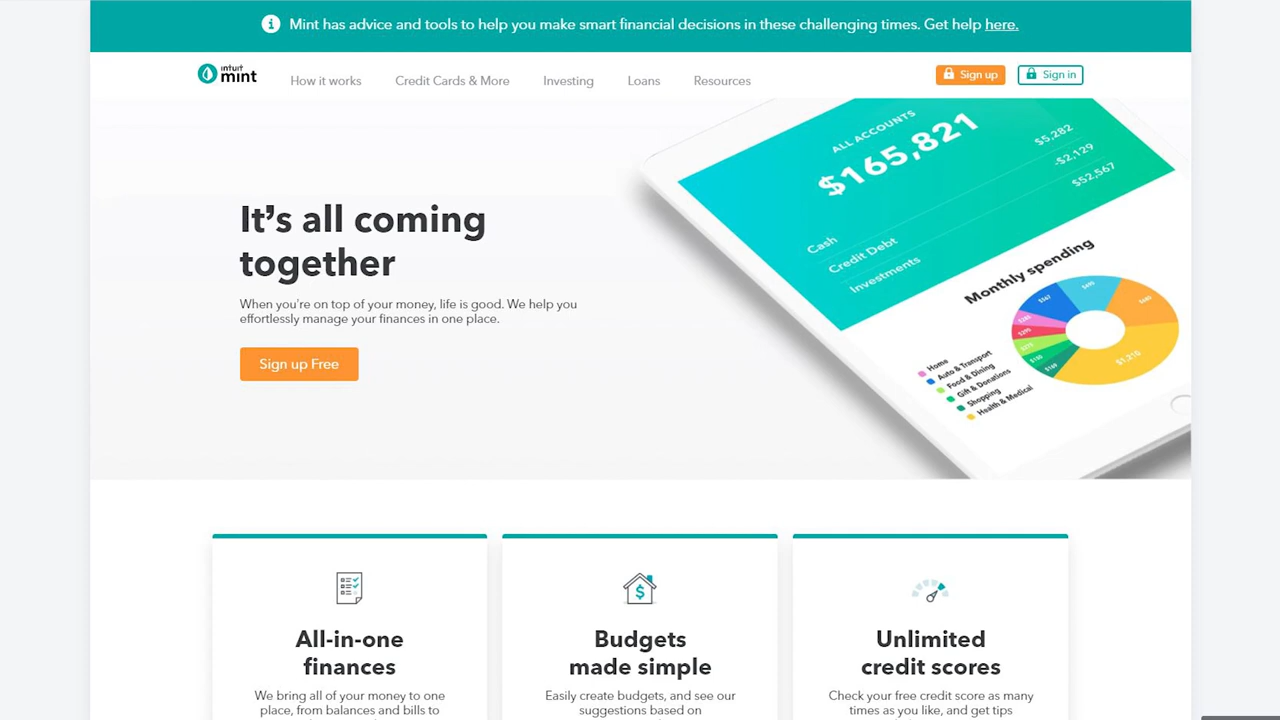 Mint has advice and tools to help you make smart financial decisions in these challenging times. Get help here.
intuit
mint
How it works
Credit Cards & More
Investing
Loans
Resources
Sign up
Sign in
ALL ACCOUNTS
$165,821
Cash
$5,282
Credit Debt
-$2,129
Investments
$52,567
Monthly spending
Home
Auto & Transport
Food & Dining
Gift & Donations
Shopping
Health & Medical
$1,210
It's all coming
together
When you're on top of your money, life is good. We help you
effortlessly manage your finances in one place.
Sign up Free
All-in-one
finances
We bring all of your money to one
place, from balances and bills to
Budgets
made simple
Easily create budgets, and see our
suggestions based on
Unlimited
credit scores
Check your free credit score as many
times as you like, and get tips